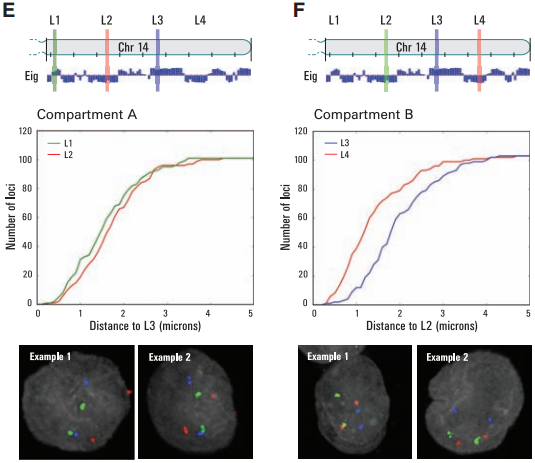 E
L1 L2 L3 L4
Chr 14
Eig
Compartment A
120
100
80
60
40
20
0
Number of loci
L1
L2
0 1 2 3 4 5
Distance to L3 (microns)
Example 1
Example 2
F
L1 L2 L3 L4
Chr 14
Eig
Compartment B
120
100
80
60
40
20
0
Number of loci
L3
L4
0 1 2 3 4 5
Distance to L2 (microns)
Example 1
Example 2